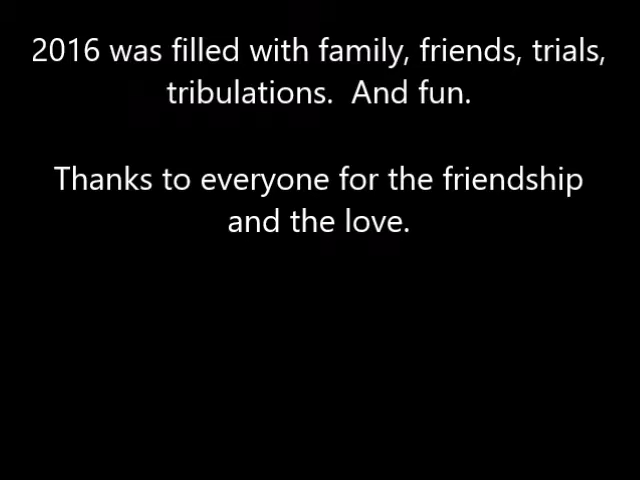 2016 was filled with family, friends, trials,
tribulations.  And fun.
Thanks to everyone for the friendship
and the love.